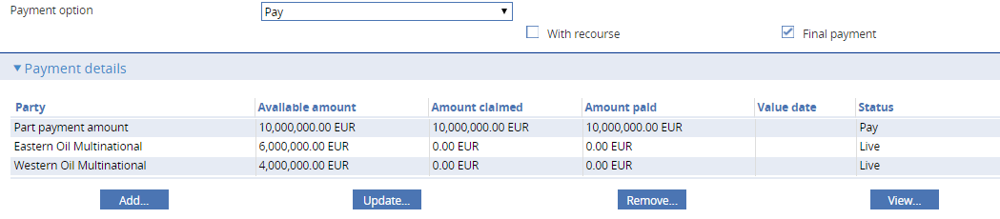 Payment option Pay
With recourse Final payment
Payment details
Party Available amount Amount claimed Amount paid Value date Status
Part payment amount 10,000,000.00 EUR 10,000,000.00 EUR 10,000,000.00 EUR Pay
Eastern Oil Multinational 6,000,000.00 EUR 0.00 EUR 0.00 EUR Live
Western Oil Multinational 4,000,000.00 EUR 0.00 EUR 0.00 EUR Live
Add... Update... Remove... View...